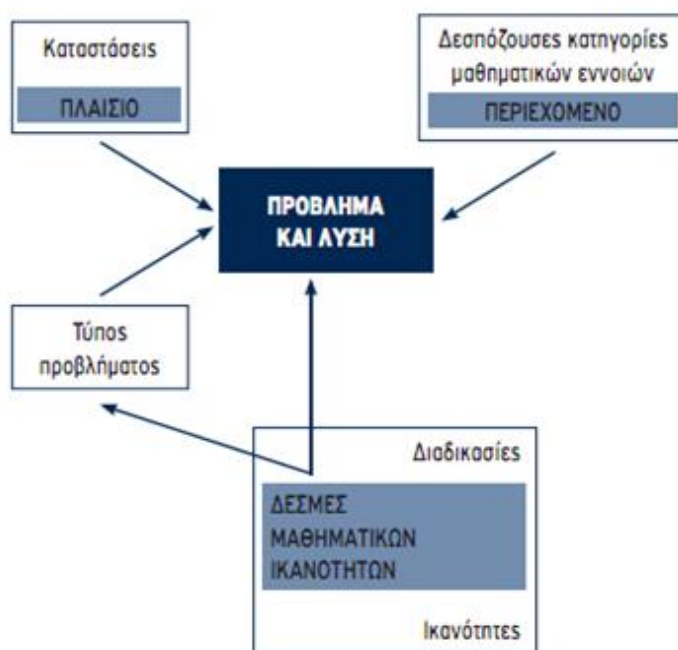 Καταστάσεις
ΠΛΑΙΣΙΟ
Δεσπόζουσες κατηγορίες
μαθηματικών εννοιών
ΠΕΡΙΕΧΟΜΕΝΟ
ΠΡΟΒΛΗΜΑ
ΚΑΙ ΛΥΣΗ
Τύπος
προβλήματος
Διαδικασίες
ΔΕΣΜΕΣ
ΜΑΘΗΜΑΤΙΚΩΝ
ΙΚΑΝΟΤΗΤΩΝ
Ικανότητες